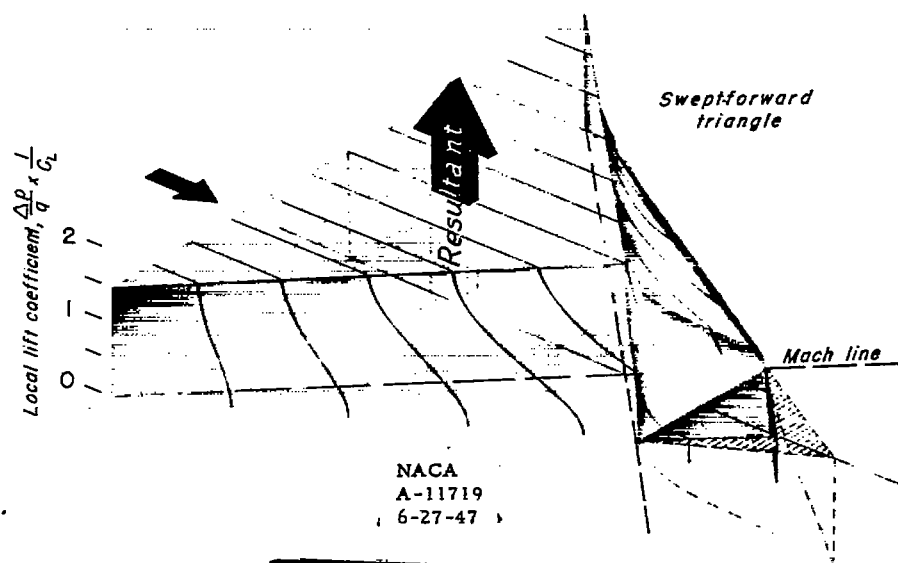 Swept-forward
triangle
Resultant
Local lift coefficient, Δp/q × 1/C_L
2
1
0
Mach line
NACA
A-11719
6-27-47